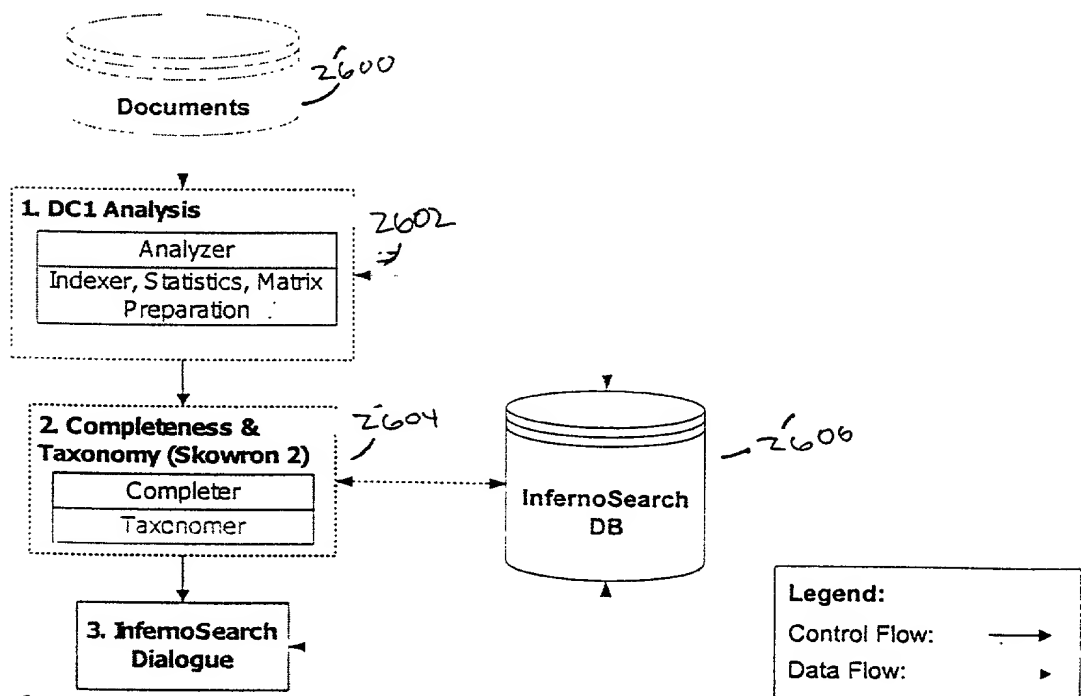 2600
Documents
1. DC1 Analysis
2602
Analyzer
Indexer, Statistics, Matrix
Preparation
2. Completeness &
Taxonomy (Skowron 2)
2604
Completer
Taxonomer
InfernoSearch
DB
2606
3. InfernoSearch
Dialogue
Legend:
Control Flow:
Data Flow: